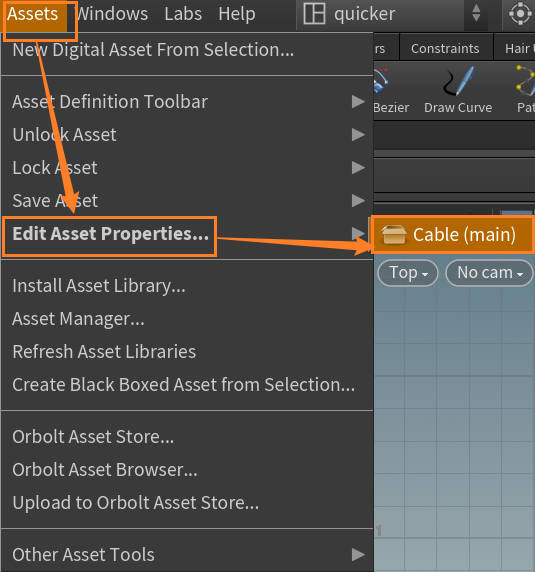 Assets Windows Labs Help quicker
New Digital Asset From Selection...
rs Constraints Hair
Asset Definition Toolbar
Bezier Draw Curve Pat
Unlock Asset
Lock Asset
Save Asset
Edit Asset Properties...
Cable (main)
Top No cam
Install Asset Library...
Asset Manager...
Refresh Asset Libraries
Create Black Boxed Asset from Selection...
Orbolt Asset Store...
Orbolt Asset Browser...
Upload to Orbolt Asset Store...
Other Asset Tools